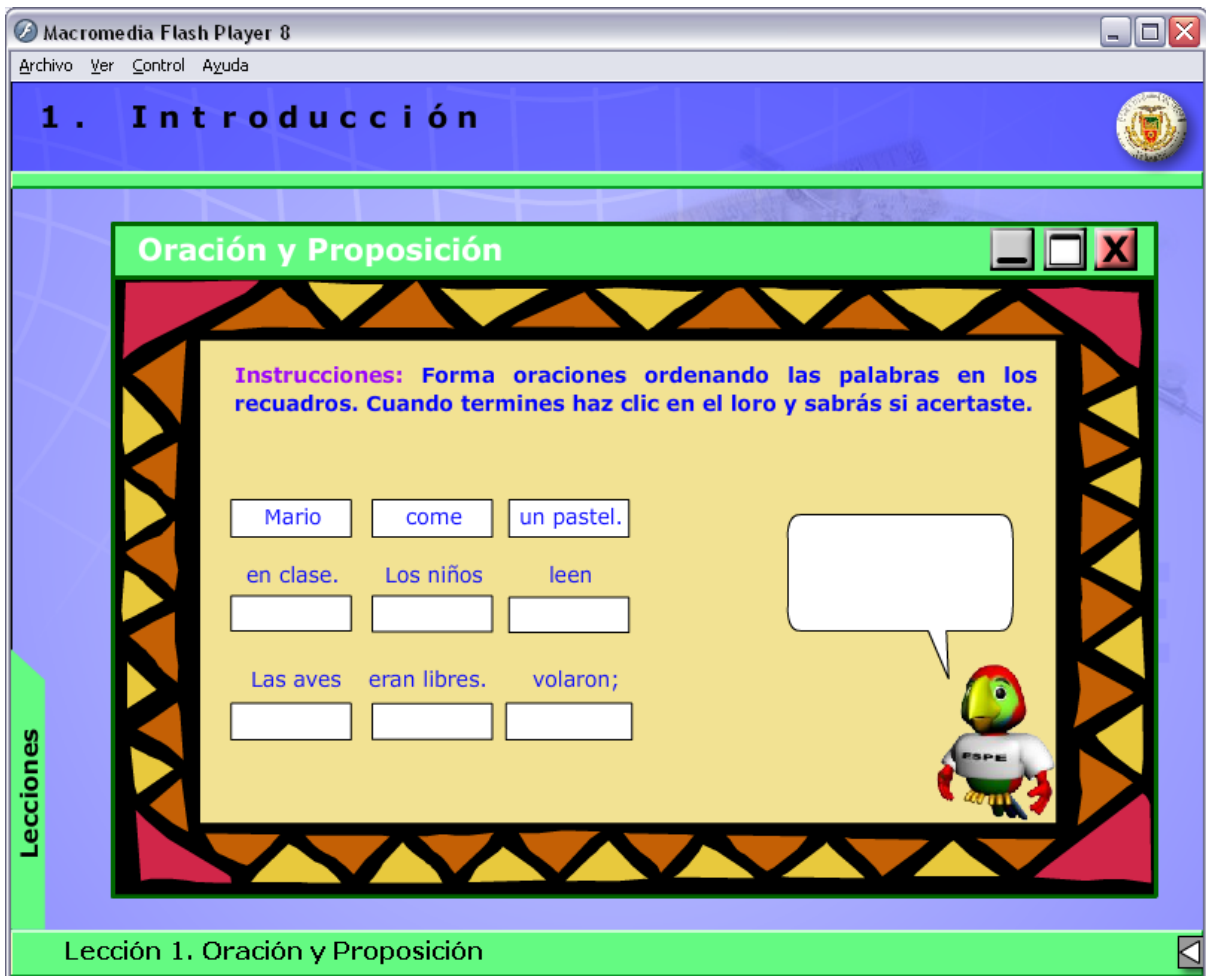 Macromedia Flash Player 8
Archivo Ver Control Ayuda
1. Introducción
Oración y Proposición
Instrucciones: Forma oraciones ordenando las palabras en los
recuadros. Cuando termines haz clic en el loro y sabrás si acertaste.
Mario come un pastel.
en clase. Los niños leen
Las aves eran libres. volaron;
ESPE
Lecciones
Lección 1. Oración y Proposición